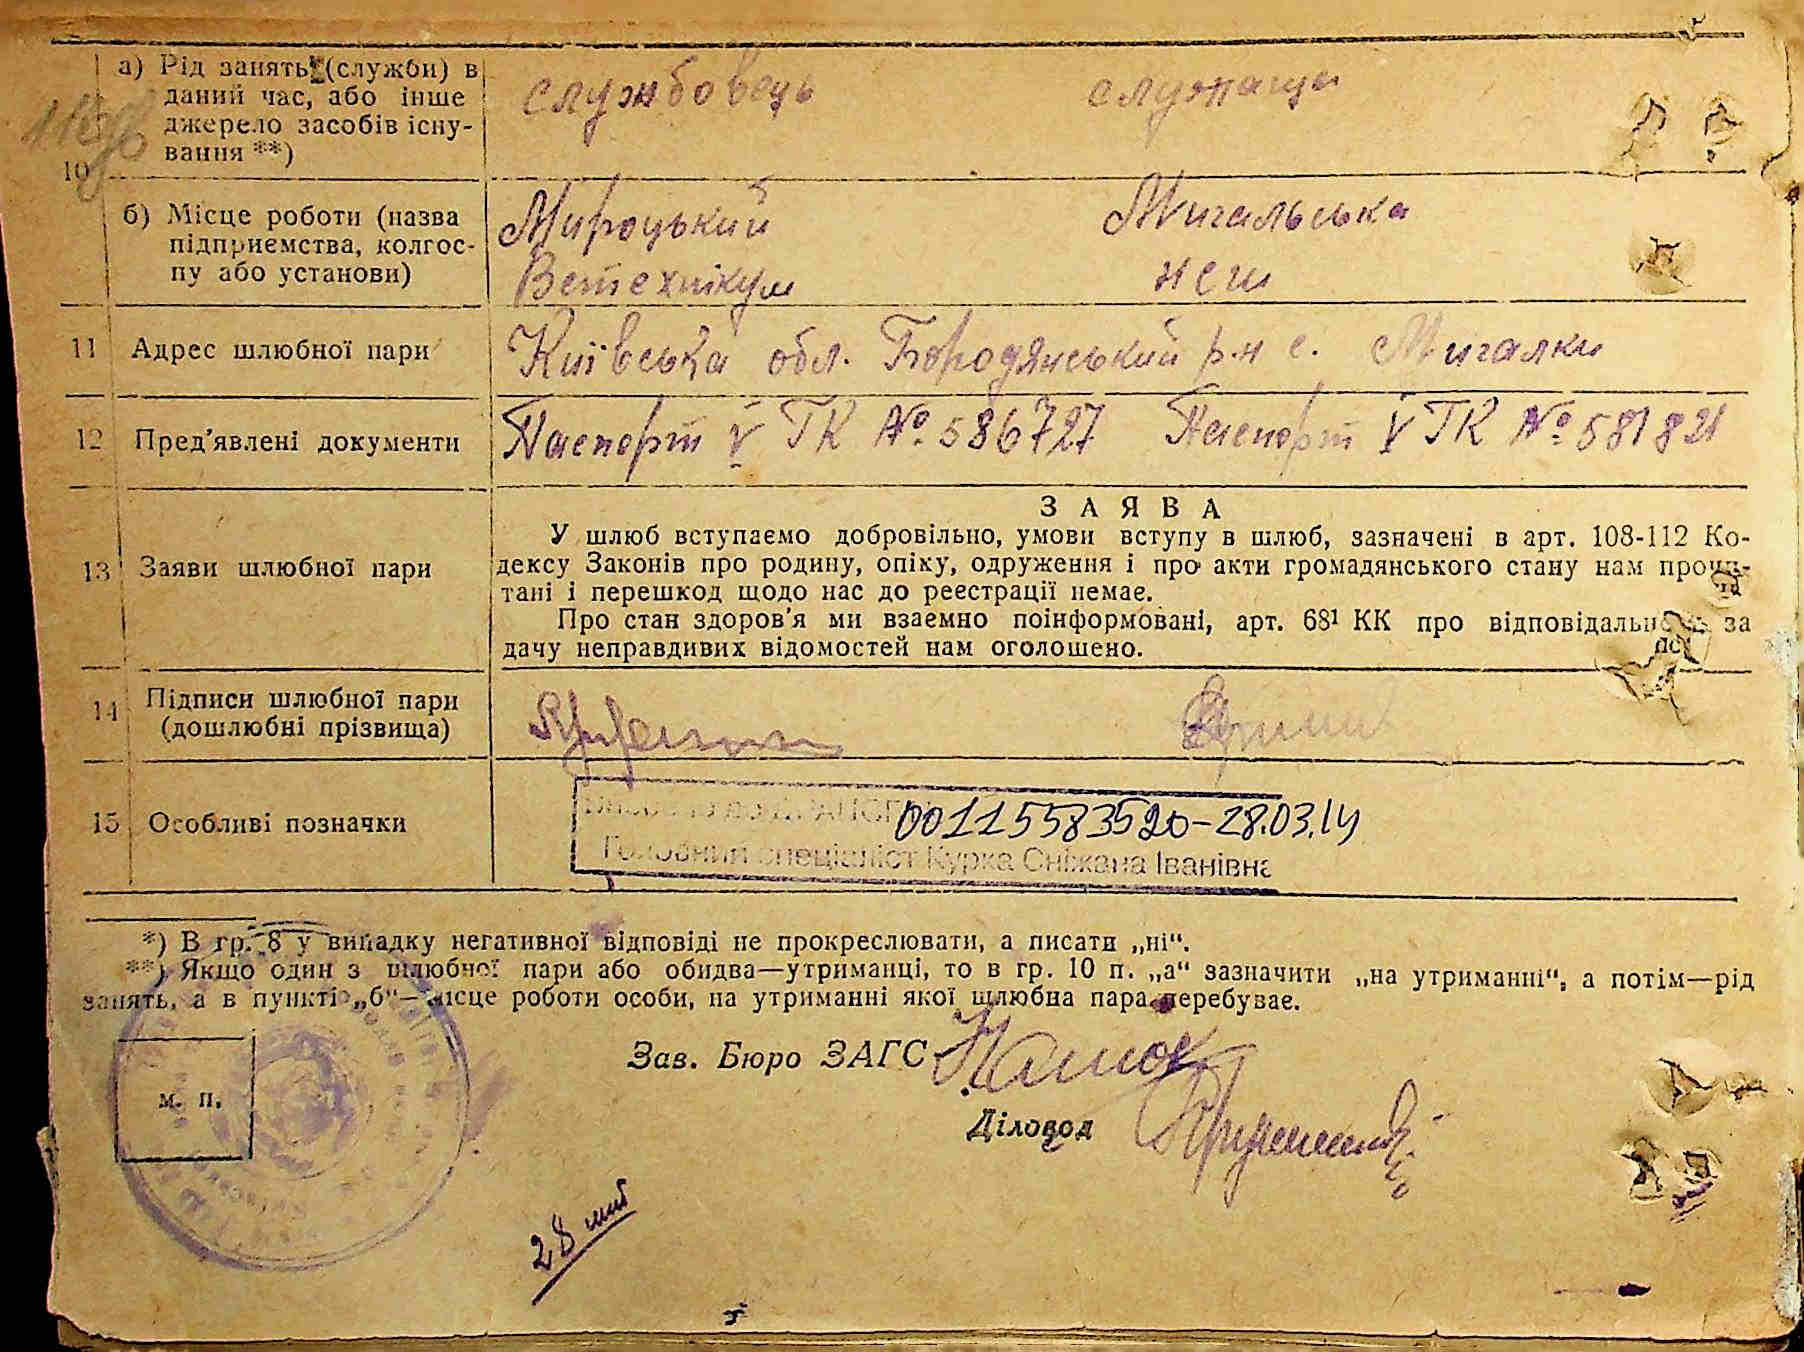 а) Рід занять (служби) в
даний час, або інше
джерело засобів існу-
вання **)
службовець служаща
10
б) Місце роботи (назва
підприємства, колгос-
пу або установи)
Мироцький Мигальська
Ветехнікум неш
11 Адрес шлюбної пари Київська обл. Бородянський р-н с. Мигалки
12 Пред'явлені документи Паспорт V ТК № 586727 Паспорт V ТК № 581821
13 Заяви шлюбної пари
ЗАЯВА
У шлюб вступаємо добровільно, умови вступу в шлюб, зазначені в арт. 108-112 Ко-
дексу Законів про родину, опіку, одруження і про акти громадянського стану нам прочи-
тані і перешкод щодо нас до реєстрації немає.
Про стан здоров'я ми взаємно поінформовані, арт. 68¹ КК про відповідальність за
дачу неправдивих відомостей нам оголошено.
14 Підписи шлюбної пари
(дошлюбні прізвища)
15 Особливі позначки
00115583520-28.03.14
Головний спеціаліст Курка Сніжана Іванівна
*) В гр. 8 у випадку негативної відповіді не прокреслювати, а писати „ні“.
**) Якщо один з шлюбної пари або обидва—утриманці, то в гр. 10 п. „а“ зазначити „на утриманні“, а потім—рід
занять, а в пункті „б“—місце роботи особи, на утриманні якої шлюбна пара перебуває.
Зав. Бюро ЗАГС
м. п.
Діловод
28